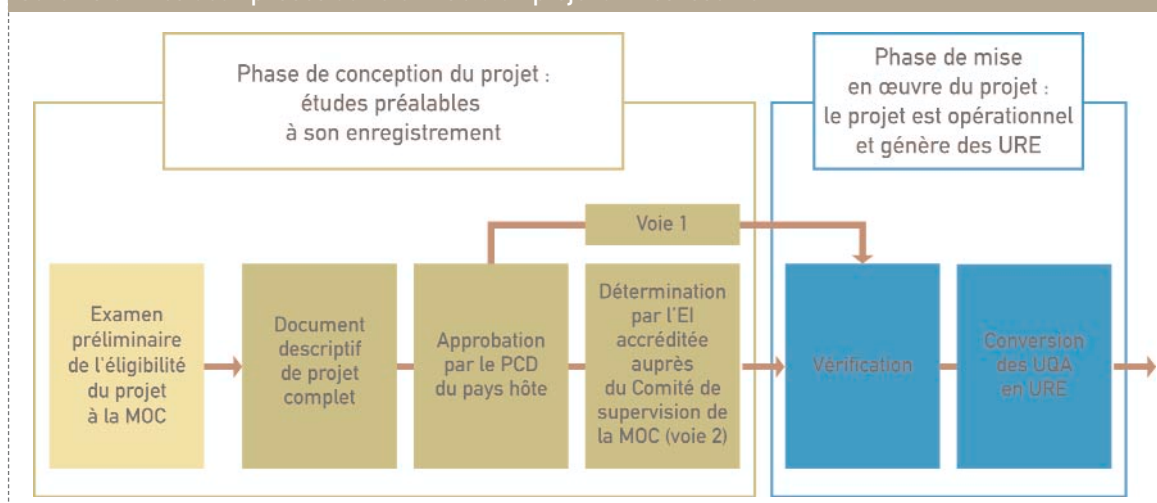 Phase de conception du projet :
études préalables
à son enregistrement
Phase de mise
en œuvre du projet :
le projet est opérationnel
et génère des URE
Voie 1
Examen
préliminaire
de l'éligibilité
du projet
à la MOC
Document
descriptif
de projet
complet
Approbation
par le PCD
du pays hôte
Détermination
par l'EI
accréditée
auprès
du Comité de
supervision de
la MOC (voie 2)
Vérification
Conversion
des UQA
en URE